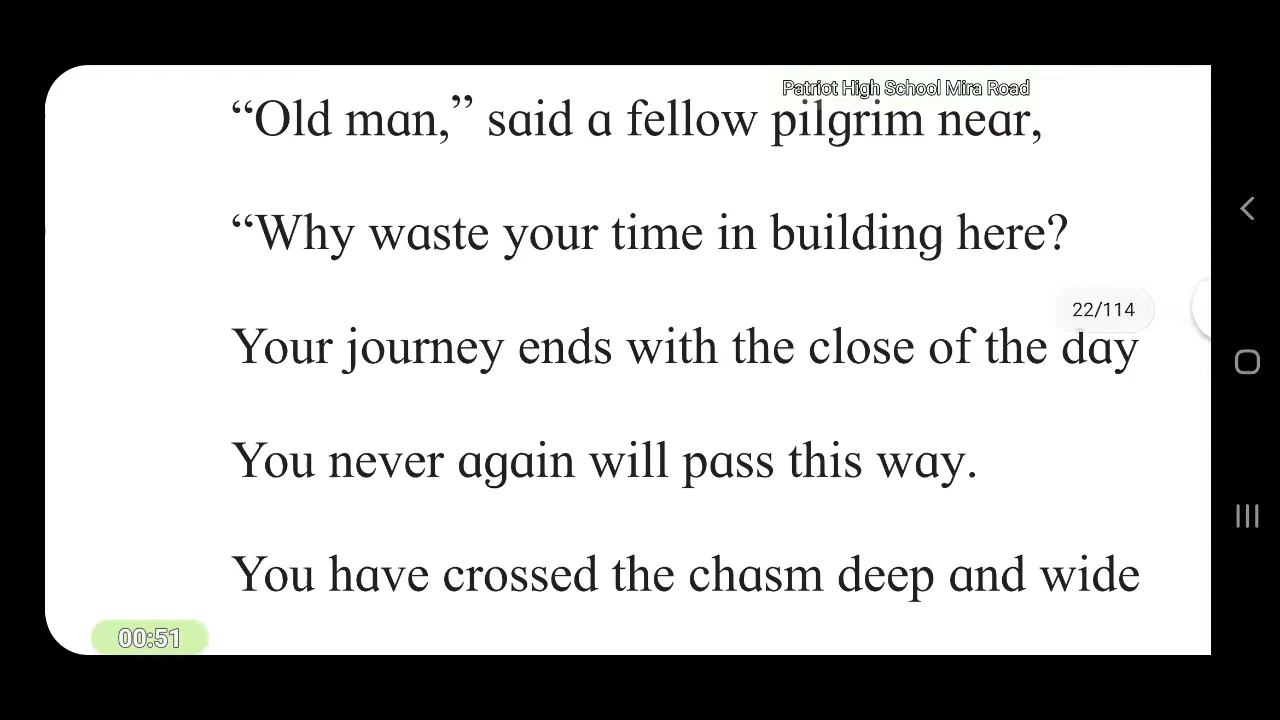 Patriot High School Mira Road
“Old man,” said a fellow pilgrim near,
“Why waste your time in building here?
22/114
Your journey ends with the close of the day
You never again will pass this way.
You have crossed the chasm deep and wide
00:51